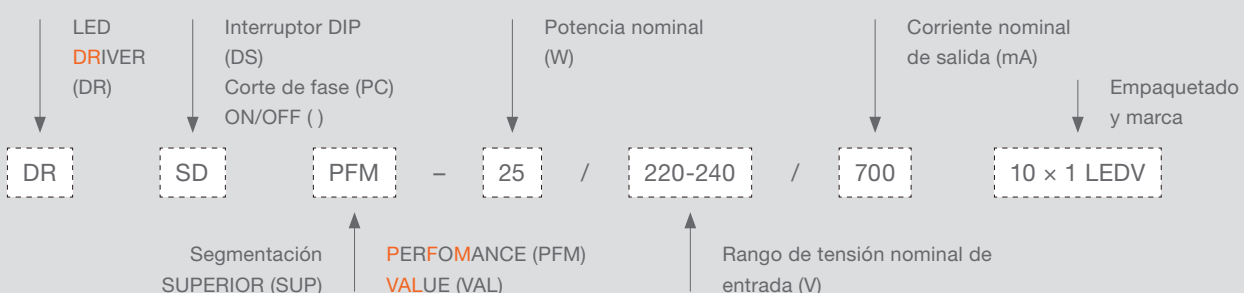 LED
DRIVER
(DR)
Interruptor DIP
(DS)
Corte de fase (PC)
ON/OFF ( )
Potencia nominal
(W)
Corriente nominal
de salida (mA)
Empaquetado
y marca
DR SD PFM – 25 / 220-240 / 700 10 × 1 LEDV
Segmentación
SUPERIOR (SUP)
PERFOMANCE (PFM)
VALUE (VAL)
Rango de tensión nominal de
entrada (V)